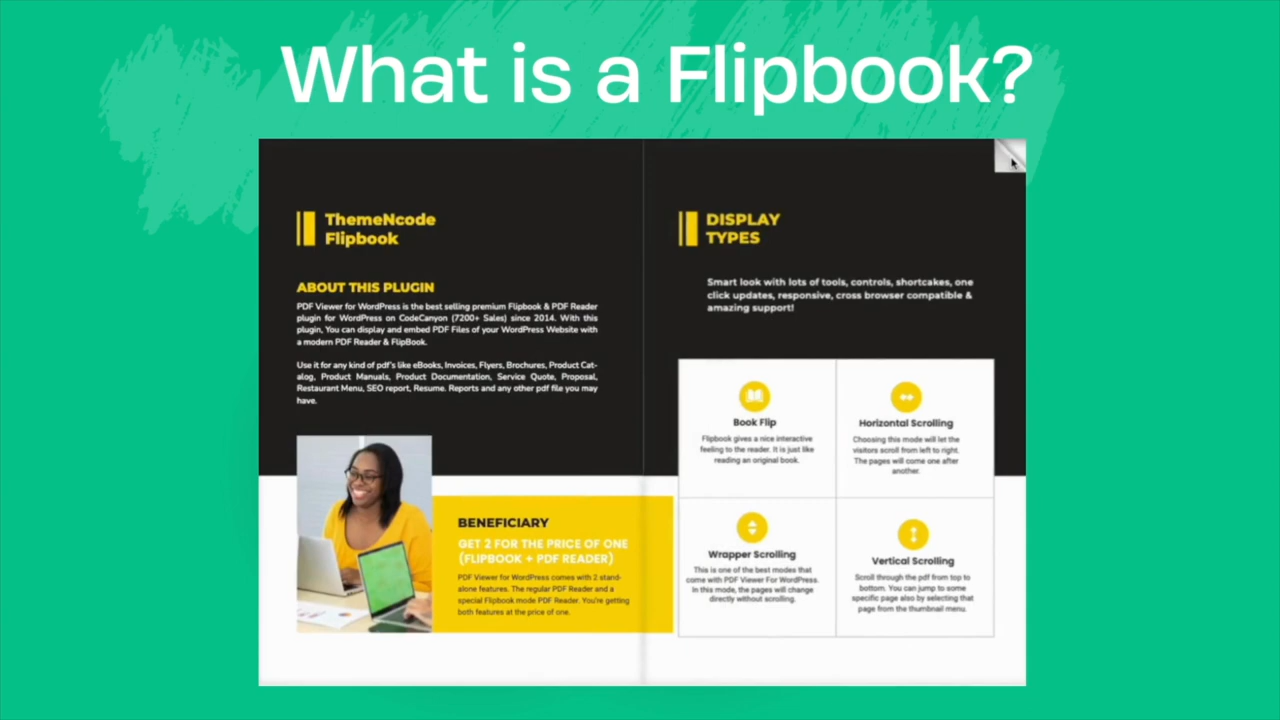 What is a Flipbook?
ThemeNcode
Flipbook
ABOUT THIS PLUGIN
PDF Viewer for WordPress is the best selling premium Flipbook & PDF Reader
plugin for WordPress on CodeCanyon (7200+ Sales) since 2014. With this
plugin, You can display and embed PDF Files of your WordPress Website with
a modern PDF Reader & FlipBook.
Use it for any kind of pdf's like eBooks, Invoices, Flyers, Brochures, Product Cat-
alog, Product Manuals, Product Documentation, Service Quote, Proposal,
Restaurant Menu, SEO report, Resume. Reports and any other pdf file you may
have.
BENEFICIARY
GET 2 FOR THE PRICE OF ONE
(FLIPBOOK + PDF READER)
PDF Viewer for WordPress comes with 2 stand-
alone features. The regular PDF Reader and a
special Flipbook mode PDF Reader. You're getting
both features at the price of one.
DISPLAY
TYPES
Smart look with lots of tools, controls, shortcakes, one
click updates, responsive, cross browser compatible &
amazing support!
Book Flip
Flipbook gives a nice interactive
feeling to the reader. It is just like
reading an original book.
Horizontal Scrolling
Choosing this mode will let the
visitors scroll from left to right.
The pages will come one after
another.
Wrapper Scrolling
This is one of the best modes that
come with PDF Viewer For WordPress.
In this mode, the pages will change
directly without scrolling.
Vertical Scrolling
Scroll through the pdf from top to
bottom. You can jump to some
specific page also by selecting that
page from the thumbnail menu.